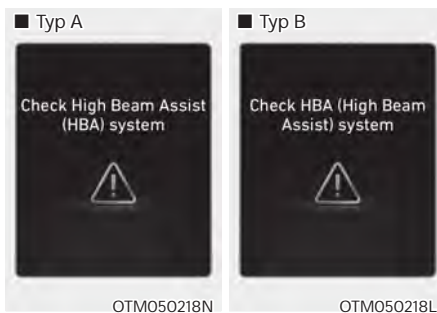 ■ Typ A
Check High Beam Assist
(HBA) system
OTM050218N
■ Typ B
Check HBA (High Beam
Assist) system
OTM050218L